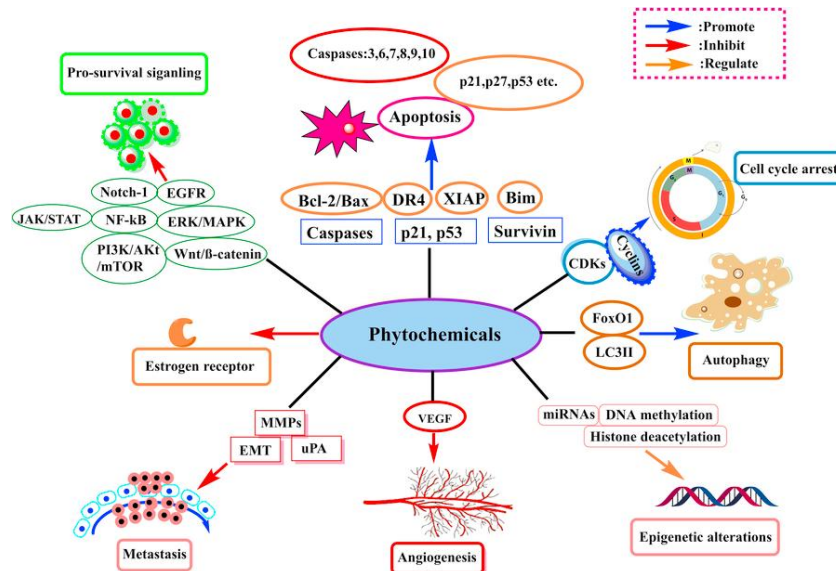 :Promote
:Inhibit
:Regulate
Caspases:3,6,7,8,9,10
p21,p27,p53 etc.
Apoptosis
Pro-survival siganling
Notch-1
EGFR
JAK/STAT
NF-kB
ERK/MAPK
PI3K/AKt
/mTOR
Wnt/ß-catenin
Bcl-2/Bax
DR4
XIAP
Bim
Caspases
p21, p53
Survivin
CDKs
Cyclins
Cell cycle arrest
M
M
G₁
G₀
S
I
Phytochemicals
FoxO1
LC3II
Autophagy
Estrogen receptor
MMPs
EMT
uPA
Metastasis
VEGF
Angiogenesis
miRNAs
DNA methylation
Histone deacetylation
Epigenetic alterations